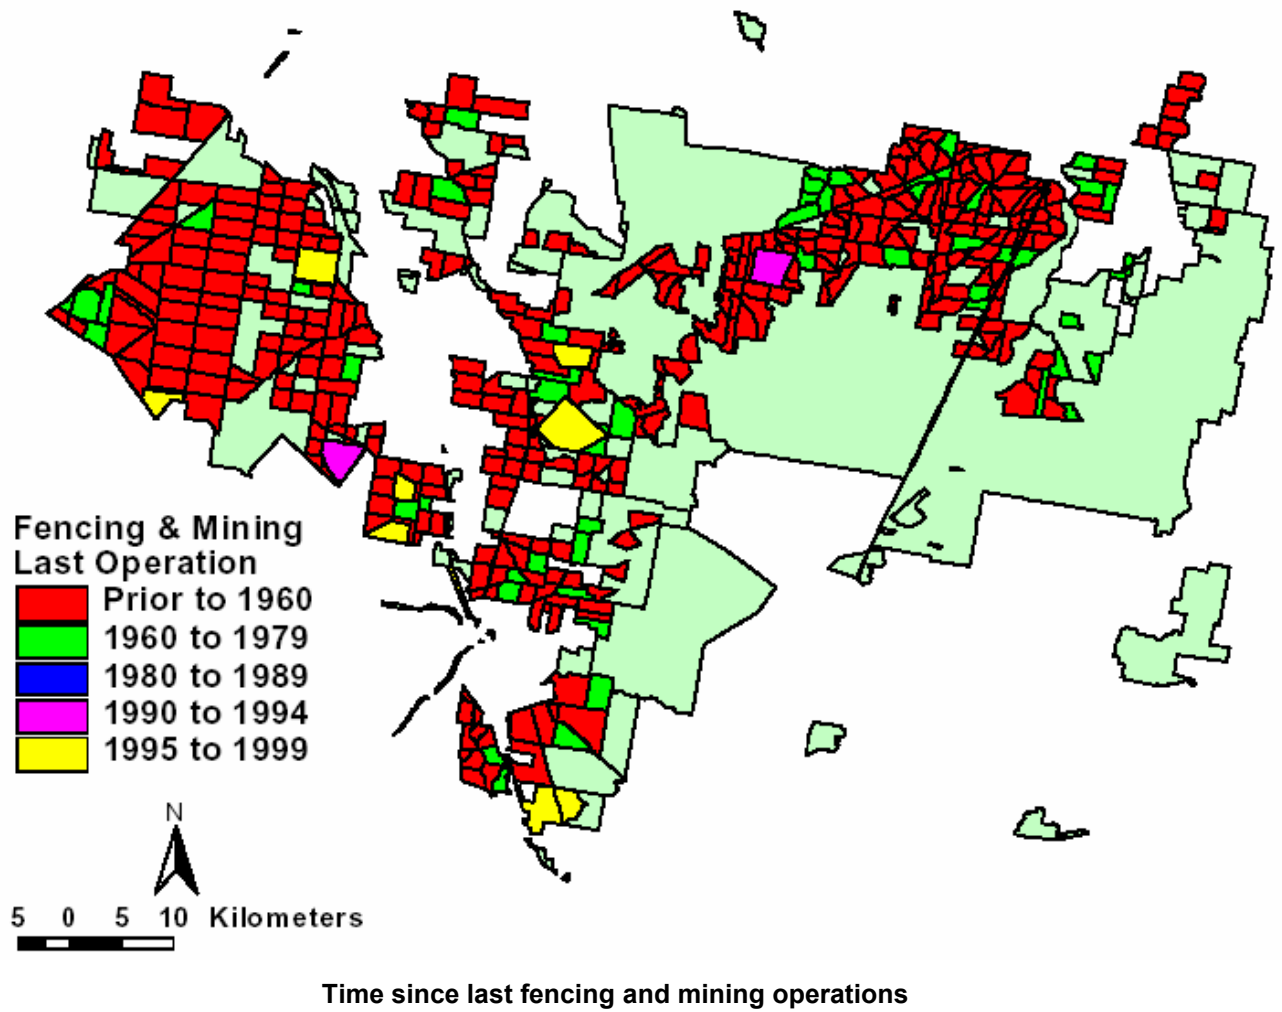 Fencing & Mining
Last Operation
Prior to 1960
1960 to 1979
1980 to 1989
1990 to 1994
1995 to 1999
N
5 0 5 10 Kilometers
Time since last fencing and mining operations